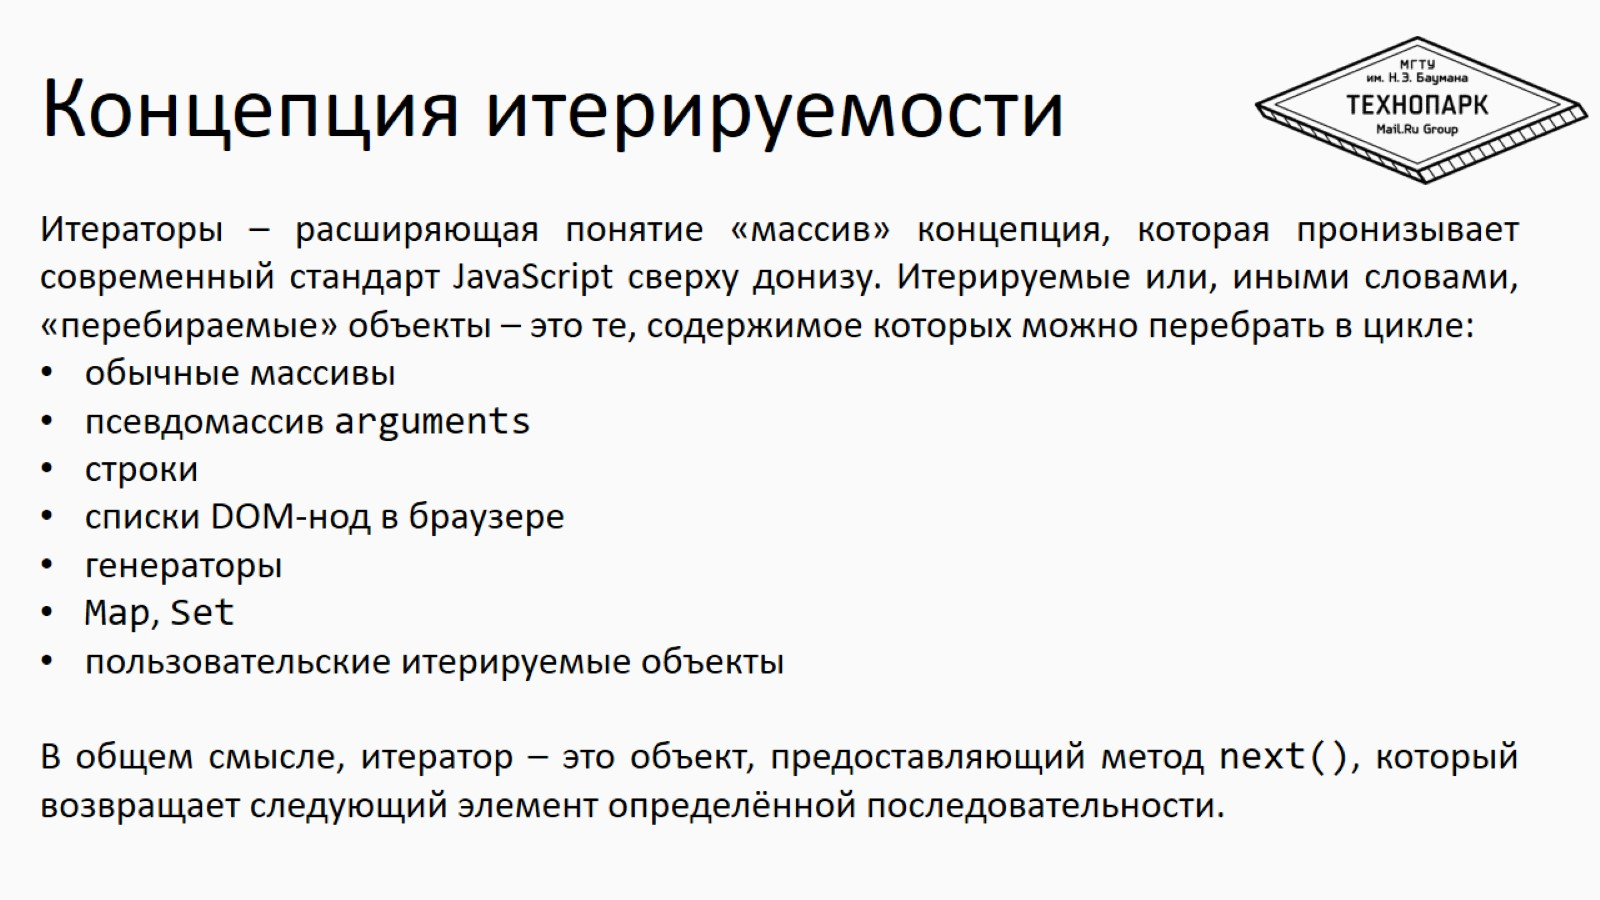 Концепция итерируемости
МГТУ
им. Н.Э. Баумана
ТЕХНОПАРК
Mail.Ru Group
Итераторы – расширяющая понятие «массив» концепция, которая пронизывает
современный стандарт JavaScript сверху донизу. Итерируемые или, иными словами,
«перебираемые» объекты – это те, содержимое которых можно перебрать в цикле:
• обычные массивы
• псевдомассив arguments
• строки
• списки DOM-нод в браузере
• генераторы
• Map, Set
• пользовательские итерируемые объекты
В общем смысле, итератор – это объект, предоставляющий метод next(), который
возвращает следующий элемент определённой последовательности.